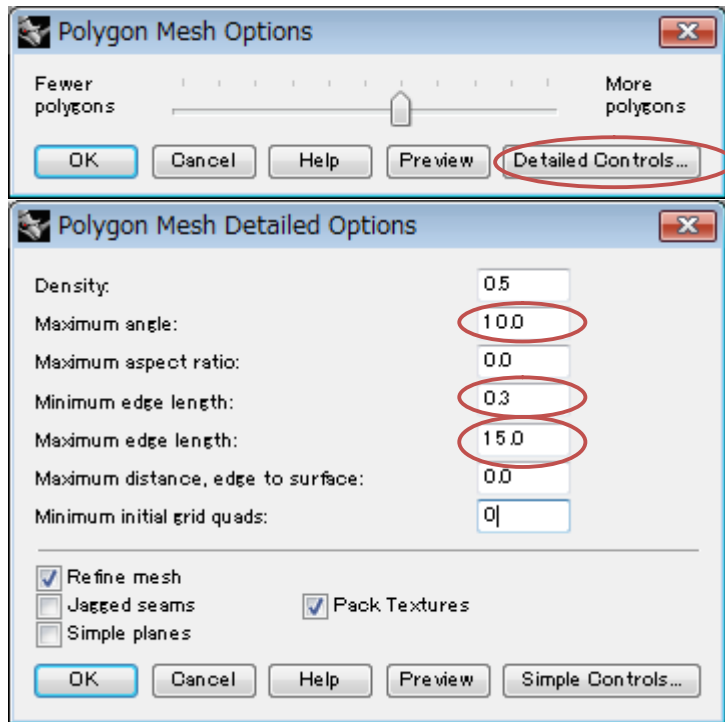 Polygon Mesh Options
Fewer polygons
More polygons
OK Cancel Help Preview Detailed Controls...
Polygon Mesh Detailed Options
Density: 0.5
Maximum angle: 10.0
Maximum aspect ratio: 0.0
Minimum edge length: 0.3
Maximum edge length: 15.0
Maximum distance, edge to surface: 0.0
Minimum initial grid quads: 0
Refine mesh
Jagged seams Pack Textures
Simple planes
OK Cancel Help Preview Simple Controls...